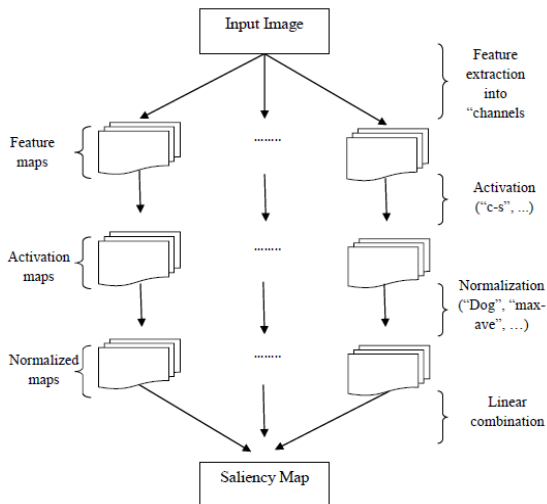 Input Image
Feature
extraction
into
“channels
Feature
maps
........
Activation
(“c-s”, ...)
Activation
maps
........
Normalization
(“Dog”, “max-
ave”, …)
Normalized
maps
........
Linear
combination
Saliency Map